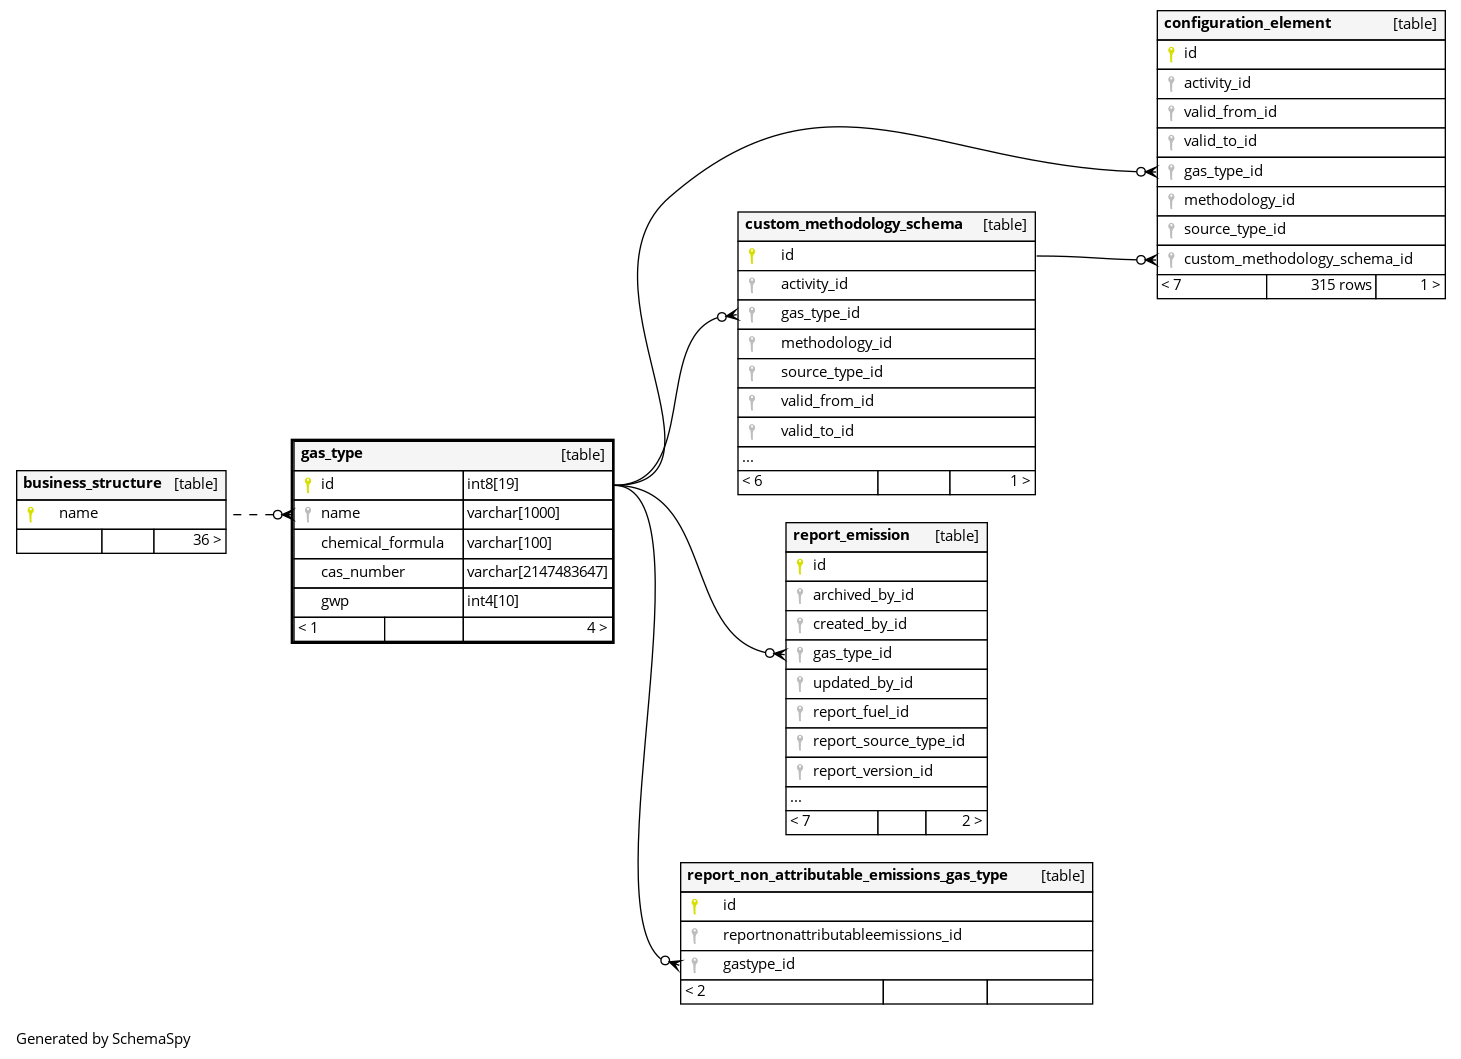 configuration_element [table]
id
activity_id
valid_from_id
valid_to_id
gas_type_id
methodology_id
source_type_id
custom_methodology_schema_id
< 7 315 rows 1 >
custom_methodology_schema [table]
id
activity_id
gas_type_id
methodology_id
source_type_id
valid_from_id
valid_to_id
...
< 6 1 >
gas_type [table]
id int8[19]
name varchar[1000]
chemical_formula varchar[100]
cas_number varchar[2147483647]
gwp int4[10]
< 1 4 >
business_structure [table]
name
36 >
report_emission [table]
id
archived_by_id
created_by_id
gas_type_id
updated_by_id
report_fuel_id
report_source_type_id
report_version_id
...
< 7 2 >
report_non_attributable_emissions_gas_type [table]
id
reportnonattributableemissions_id
gastype_id
< 2
Generated by SchemaSpy